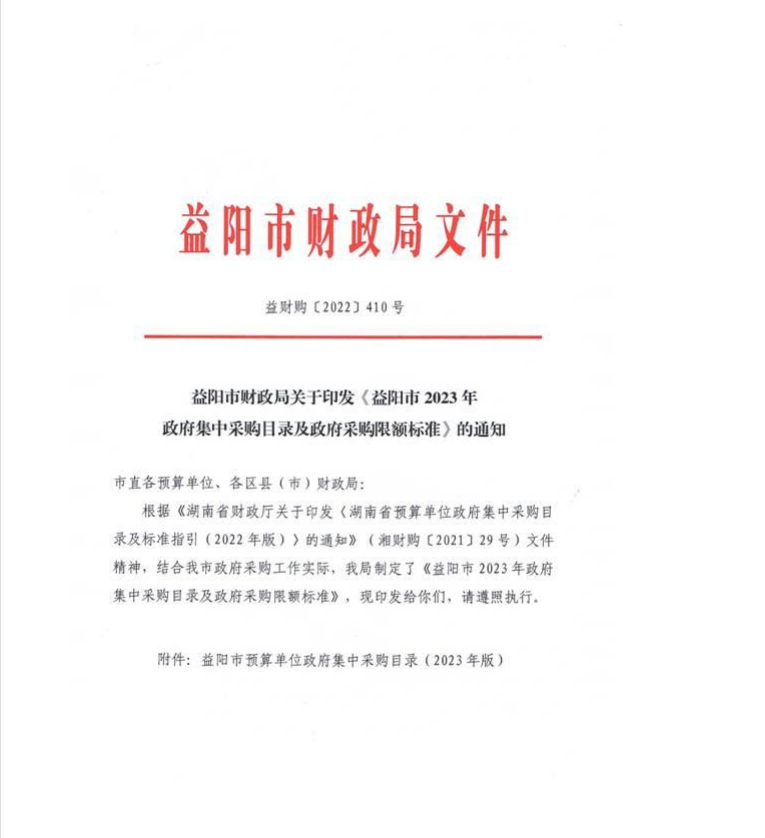 益阳市财政局文件
益财购〔2022〕410号
益阳市财政局关于印发《益阳市2023年
政府集中采购目录及政府采购限额标准》的通知
市直各预算单位、各区县（市）财政局：
根据《湖南省财政厅关于印发〈湖南省预算单位政府集中采购目
录及标准指引（2022年版）〉的通知》（湘财购〔2021〕29号）文件
精神，结合我市政府采购工作实际，我局制定了《益阳市2023年政府
集中采购目录及政府采购限额标准》，现印发给你们，请遵照执行。
附件：益阳市预算单位政府集中采购目录（2023年版）